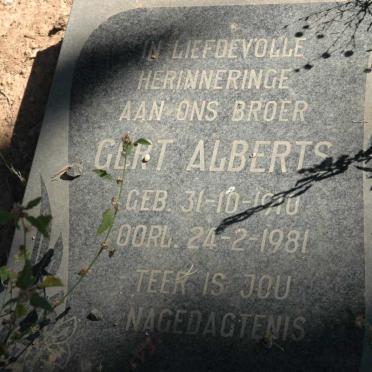 IN LIEFDEVOLLE
HERINNERINGE
AAN ONS BROER
GERT ALBERTS
GEB. 31-10-1910
OORL. 24-2-1981
TEER IS JOU
NAGEDAGTENIS